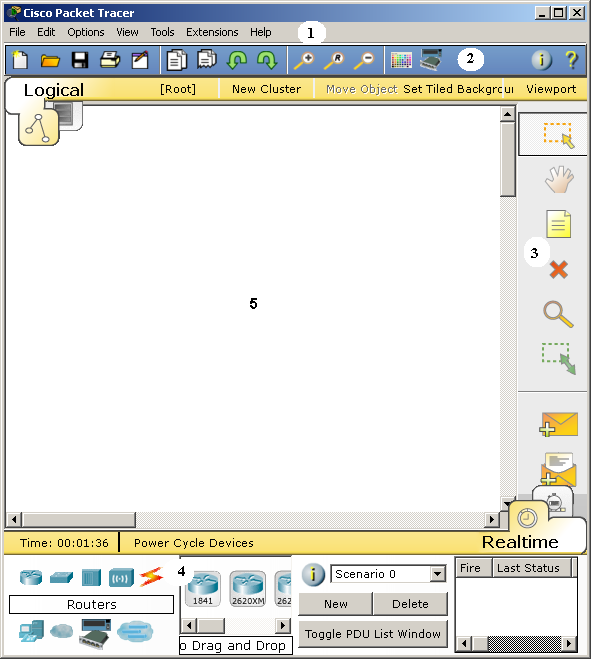 Cisco Packet Tracer
File Edit Options View Tools Extensions Help 1
R 2 i ?
Logical [Root] New Cluster Move Object Set Tiled Backgrour Viewport
3
5
Time: 00:01:36 Power Cycle Devices Realtime
4
1841 2620XM 262
Routers
o Drag and Drop
i Scenario 0
New Delete
Toggle PDU List Window
Fire Last Status